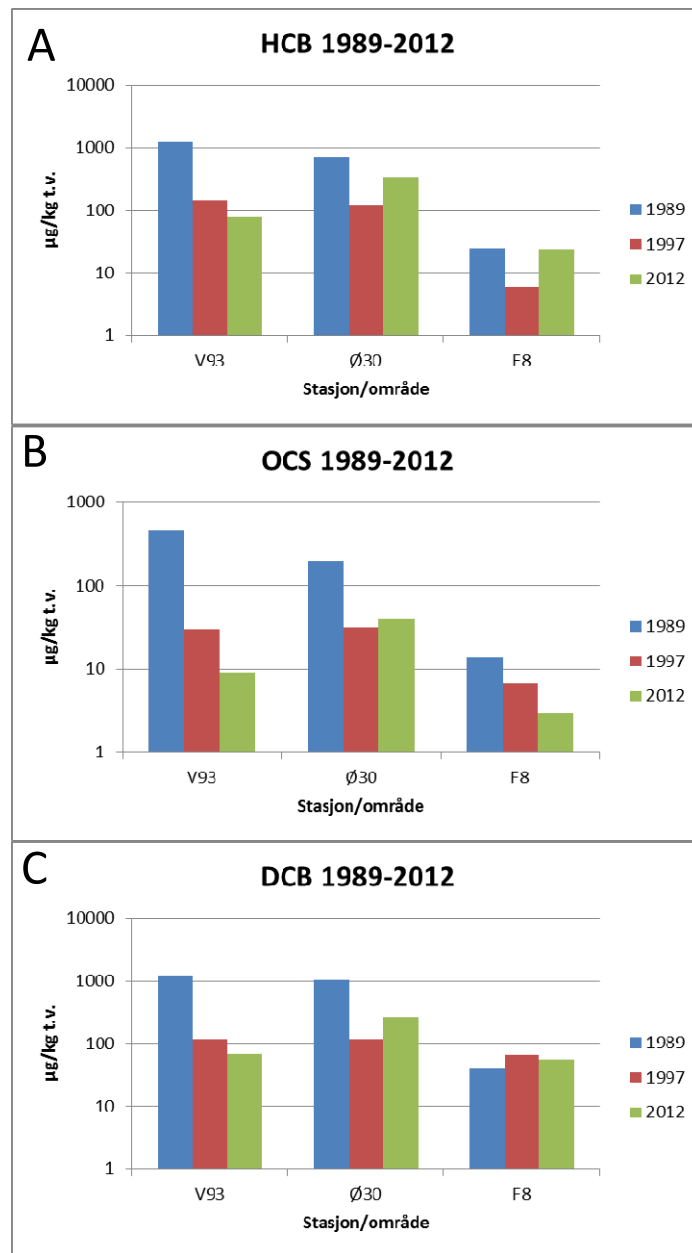 A
HCB 1989-2012
µg/kg t.v.
10000
1000
100
10
1
V93
Ø30
F8
Stasjon/område
1989
1997
2012
B
OCS 1989-2012
µg/kg t.v.
1000
100
10
1
V93
Ø30
F8
Stasjon/område
1989
1997
2012
C
DCB 1989-2012
µg/kg t.v.
10000
1000
100
10
1
V93
Ø30
F8
Stasjon/område
1989
1997
2012